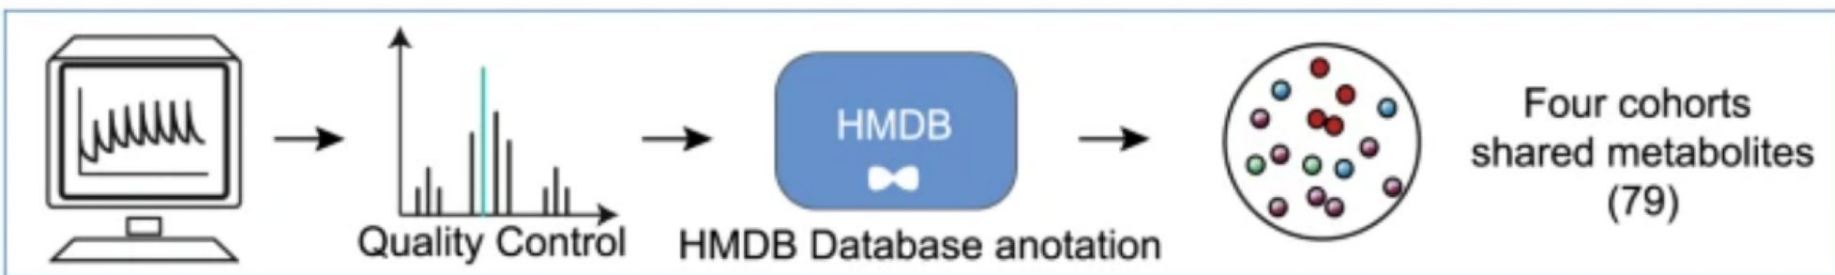 Quality Control
HMDB
HMDB Database anotation
Four cohorts
shared metabolites
(79)